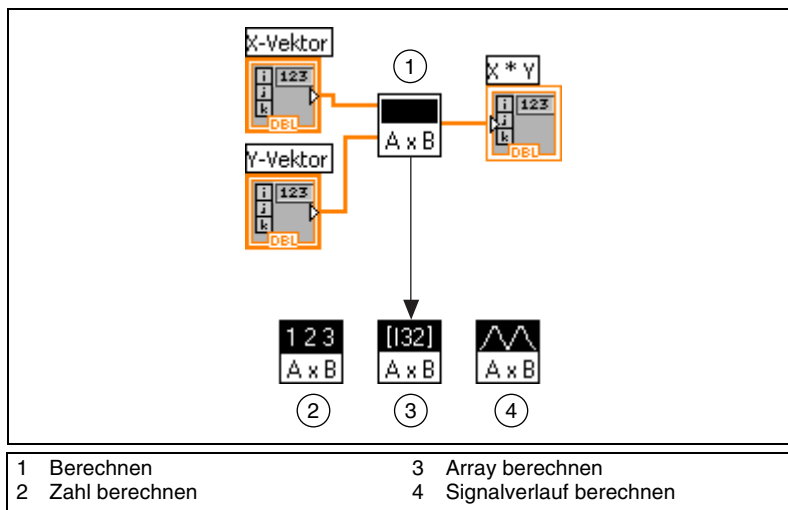 X-Vektor
1
X * Y
i 123
j
k
DBL
A x B
i 123
j
k
DBL
Y-Vektor
i 123
j
k
DBL
1 2 3
[I32]
A x B
A x B
A x B
2
3
4
1 Berechnen
2 Zahl berechnen
3 Array berechnen
4 Signalverlauf berechnen